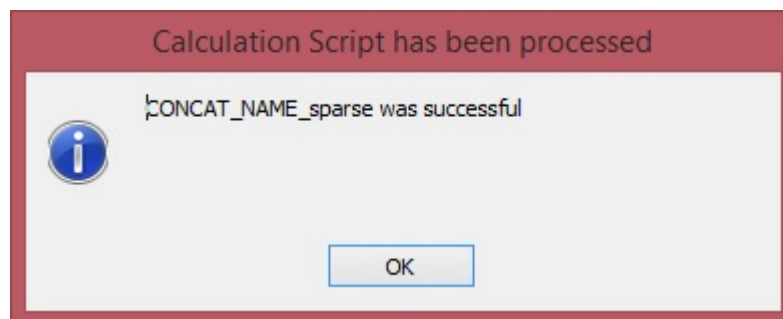 Calculation Script has been processed
CONCAT_NAME_sparse was successful
OK